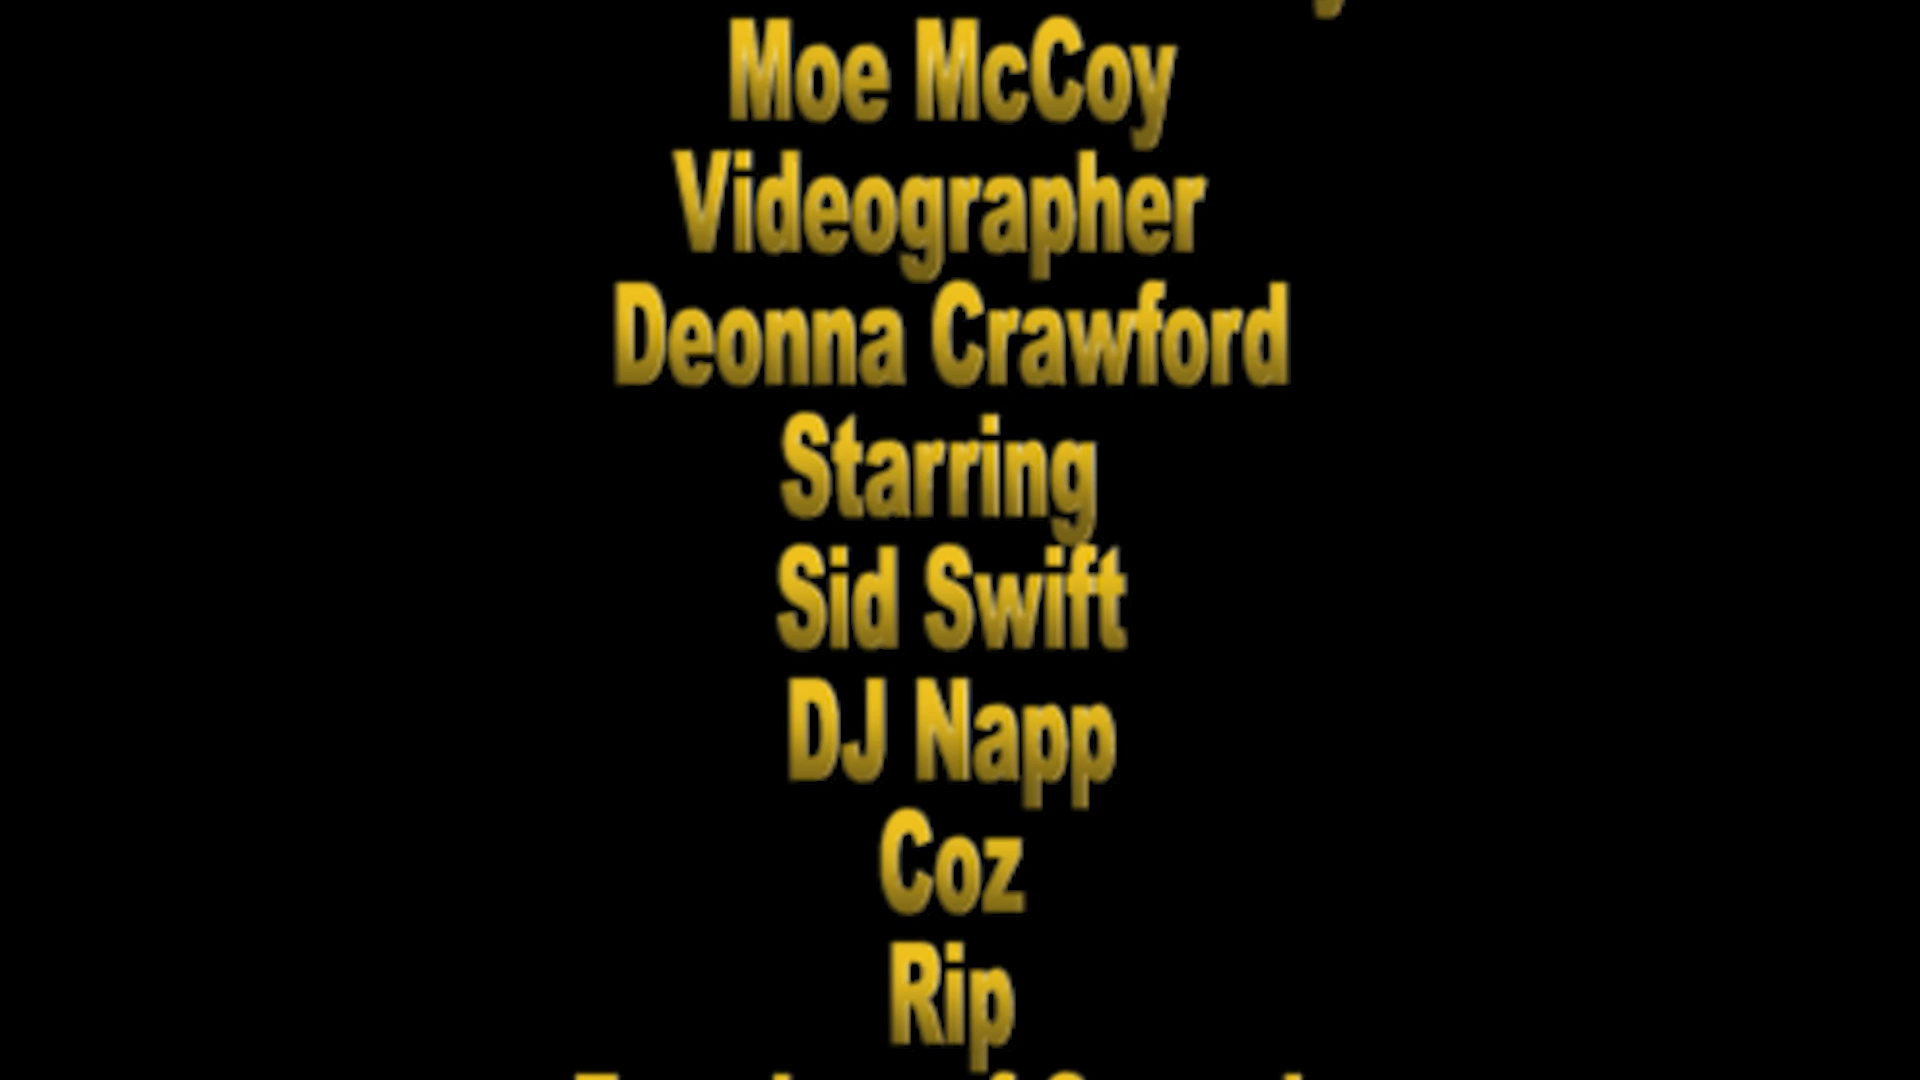 Moe McCoy
Videographer
Deonna Crawford
Starring
Sid Swift
DJ Napp
Coz
Rip